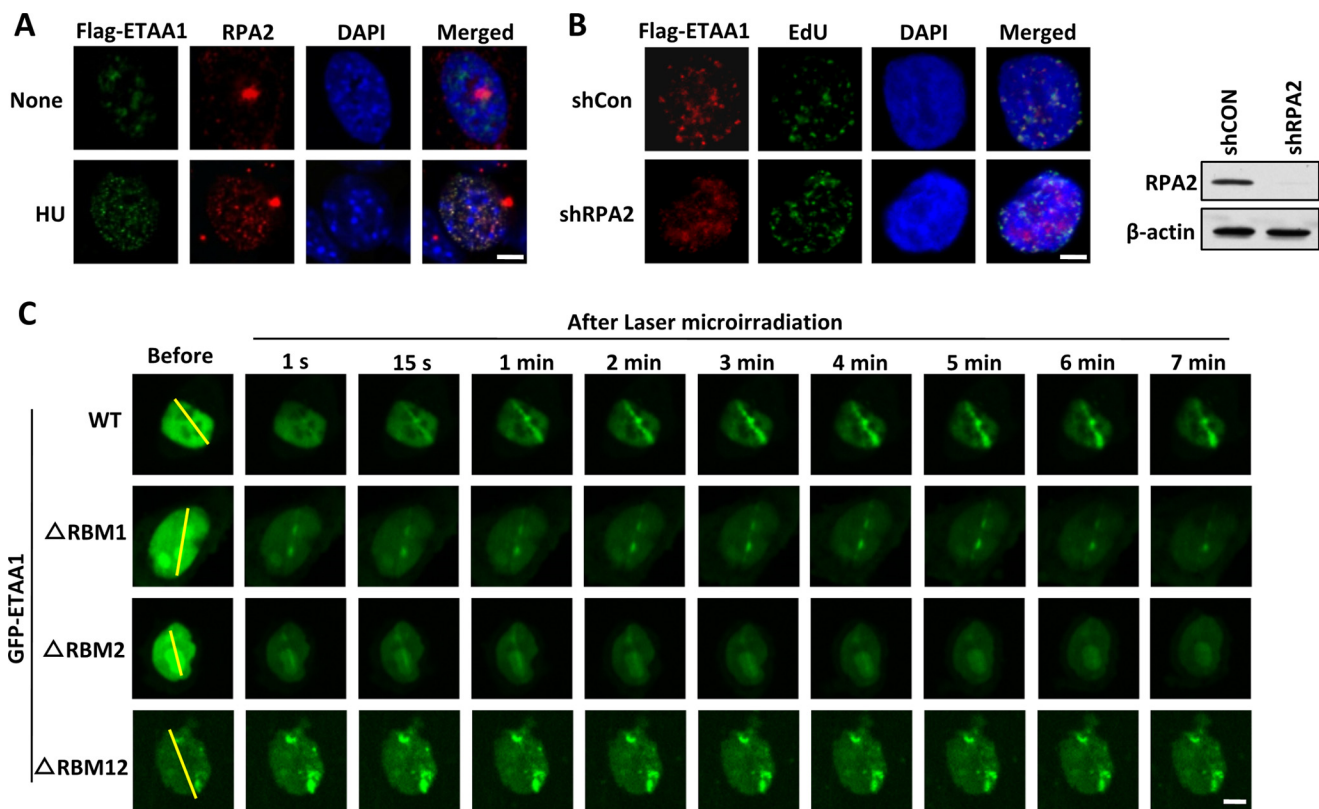 A
Flag-ETAA1 RPA2 DAPI Merged
None
HU
B
Flag-ETAA1 EdU DAPI Merged
shCon
shRPA2
shCON
shRPA2
RPA2
β-actin
C
After Laser microirradiation
Before 1 s 15 s 1 min 2 min 3 min 4 min 5 min 6 min 7 min
GFP-ETAA1
WT
△RBM1
△RBM2
△RBM12